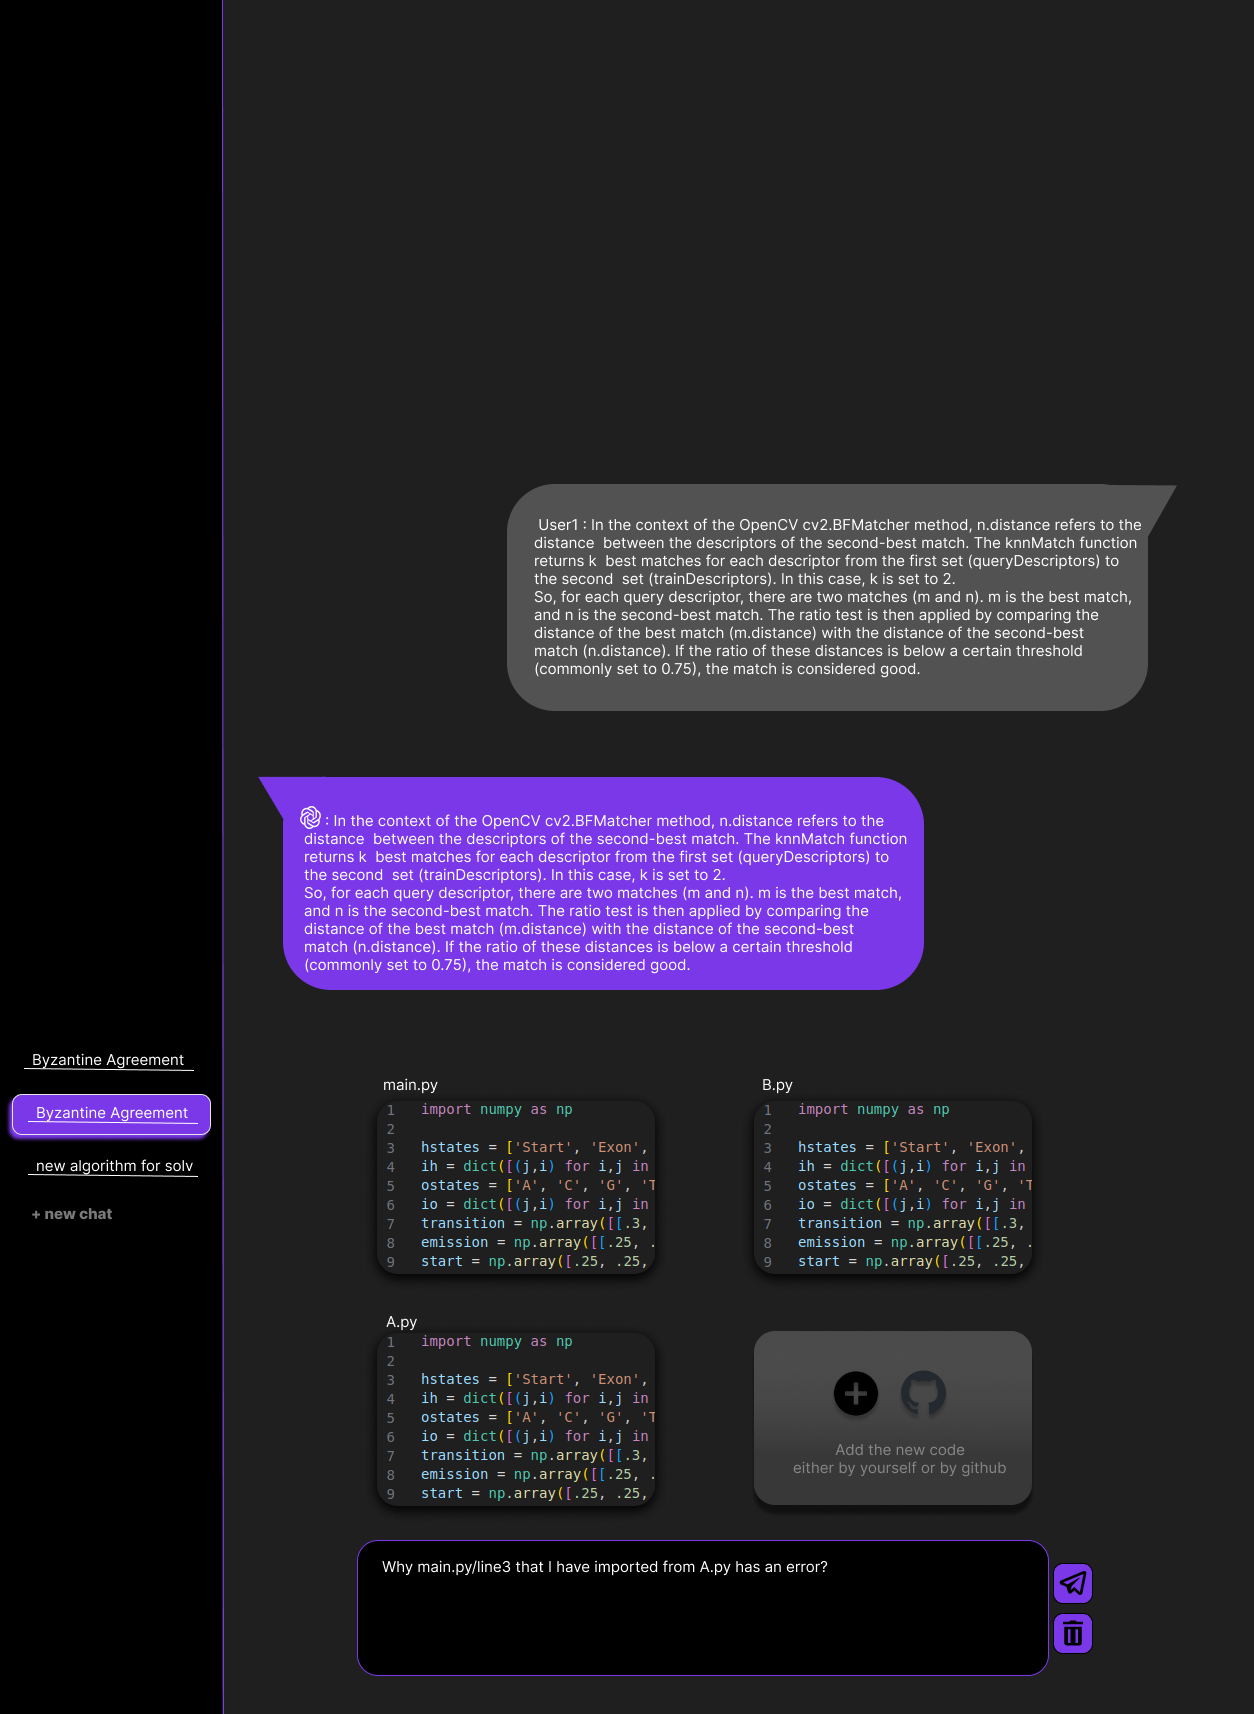 User1 : In the context of the OpenCV cv2.BFMatcher method, n.distance refers to the
distance  between the descriptors of the second-best match. The knnMatch function
returns k  best matches for each descriptor from the first set (queryDescriptors) to
the second  set (trainDescriptors). In this case, k is set to 2.
So, for each query descriptor, there are two matches (m and n). m is the best match,
and n is the second-best match. The ratio test is then applied by comparing the
distance of the best match (m.distance) with the distance of the second-best
match (n.distance). If the ratio of these distances is below a certain threshold
(commonly set to 0.75), the match is considered good.
: In the context of the OpenCV cv2.BFMatcher method, n.distance refers to the
distance  between the descriptors of the second-best match. The knnMatch function
returns k  best matches for each descriptor from the first set (queryDescriptors) to
the second  set (trainDescriptors). In this case, k is set to 2.
So, for each query descriptor, there are two matches (m and n). m is the best match,
and n is the second-best match. The ratio test is then applied by comparing the
distance of the best match (m.distance) with the distance of the second-best
match (n.distance). If the ratio of these distances is below a certain threshold
(commonly set to 0.75), the match is considered good.
Byzantine Agreement
Byzantine Agreement
new algorithm for solv
+ new chat
main.py
1 import numpy as np
2
3 hstates = ['Start', 'Exon',
4 ih = dict([(j,i) for i,j in
5 ostates = ['A', 'C', 'G', 'T
6 io = dict([(j,i) for i,j in
7 transition = np.array([[.3,
8 emission = np.array([[.25, .
9 start = np.array([.25, .25,
B.py
1 import numpy as np
2
3 hstates = ['Start', 'Exon',
4 ih = dict([(j,i) for i,j in
5 ostates = ['A', 'C', 'G', 'T
6 io = dict([(j,i) for i,j in
7 transition = np.array([[.3,
8 emission = np.array([[.25, .
9 start = np.array([.25, .25,
A.py
1 import numpy as np
2
3 hstates = ['Start', 'Exon',
4 ih = dict([(j,i) for i,j in
5 ostates = ['A', 'C', 'G', 'T
6 io = dict([(j,i) for i,j in
7 transition = np.array([[.3,
8 emission = np.array([[.25, .
9 start = np.array([.25, .25,
Add the new code
either by yourself or by github
Why main.py/line3 that I have imported from A.py has an error?